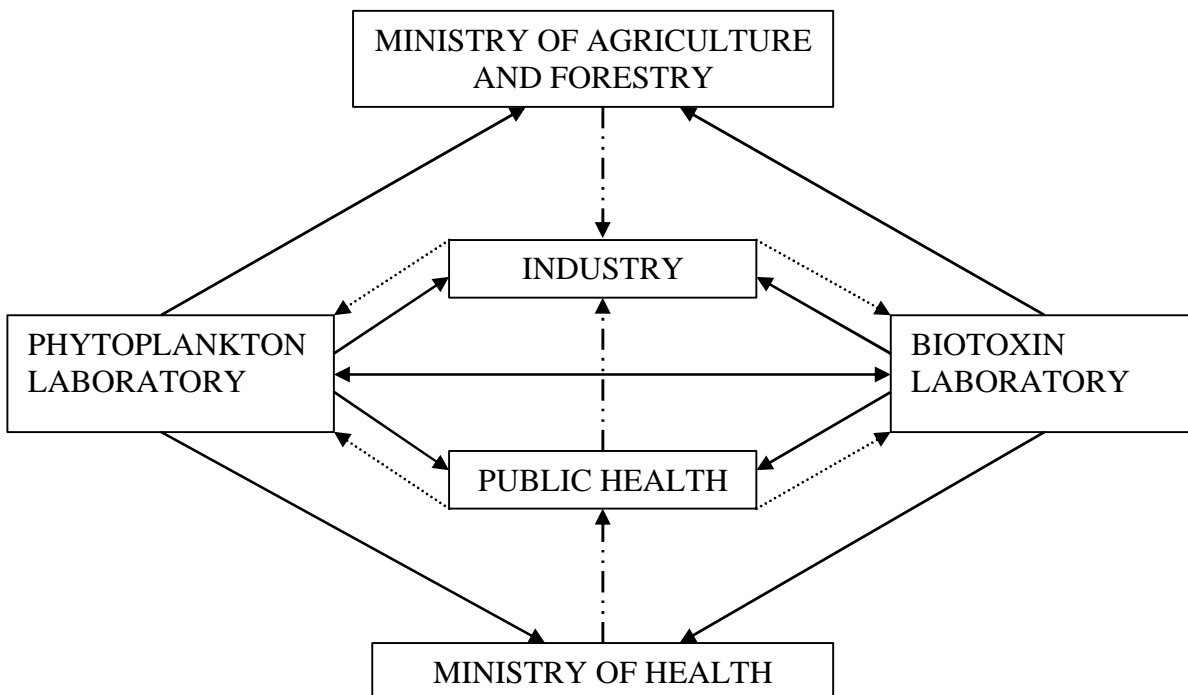 MINISTRY OF AGRICULTURE
AND FORESTRY
INDUSTRY
PHYTOPLANKTON
LABORATORY
BIOTOXIN
LABORATORY
PUBLIC HEALTH
MINISTRY OF HEALTH